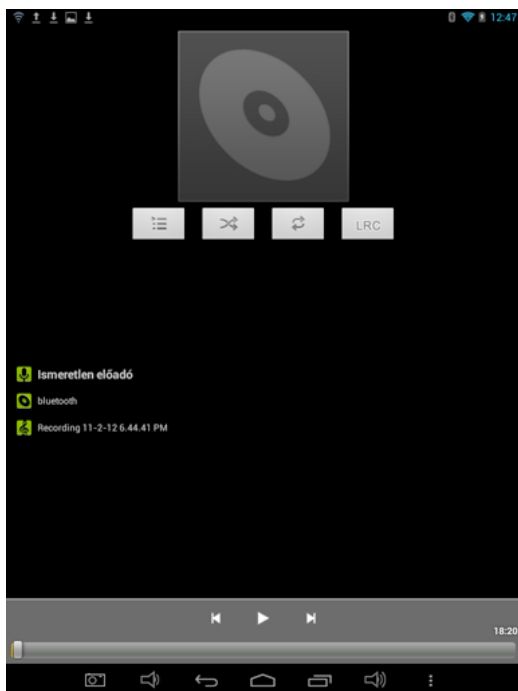 12:47
LRC
Ismeretlen előadó
bluetooth
Recording 11-2-12 6.44.41 PM
18:20